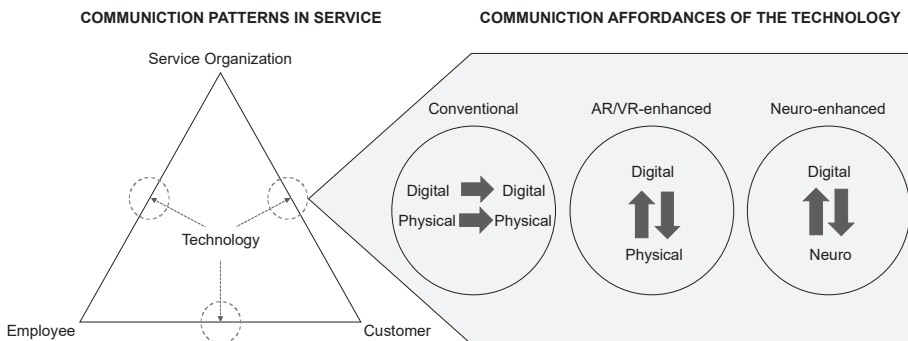 COMMUNICTION PATTERNS IN SERVICE
COMMUNICTION AFFORDANCES OF THE TECHNOLOGY
Service Organization
Technology
Employee
Customer
Conventional
Digital Digital
Physical Physical
AR/VR-enhanced
Digital
Physical
Neuro-enhanced
Digital
Neuro